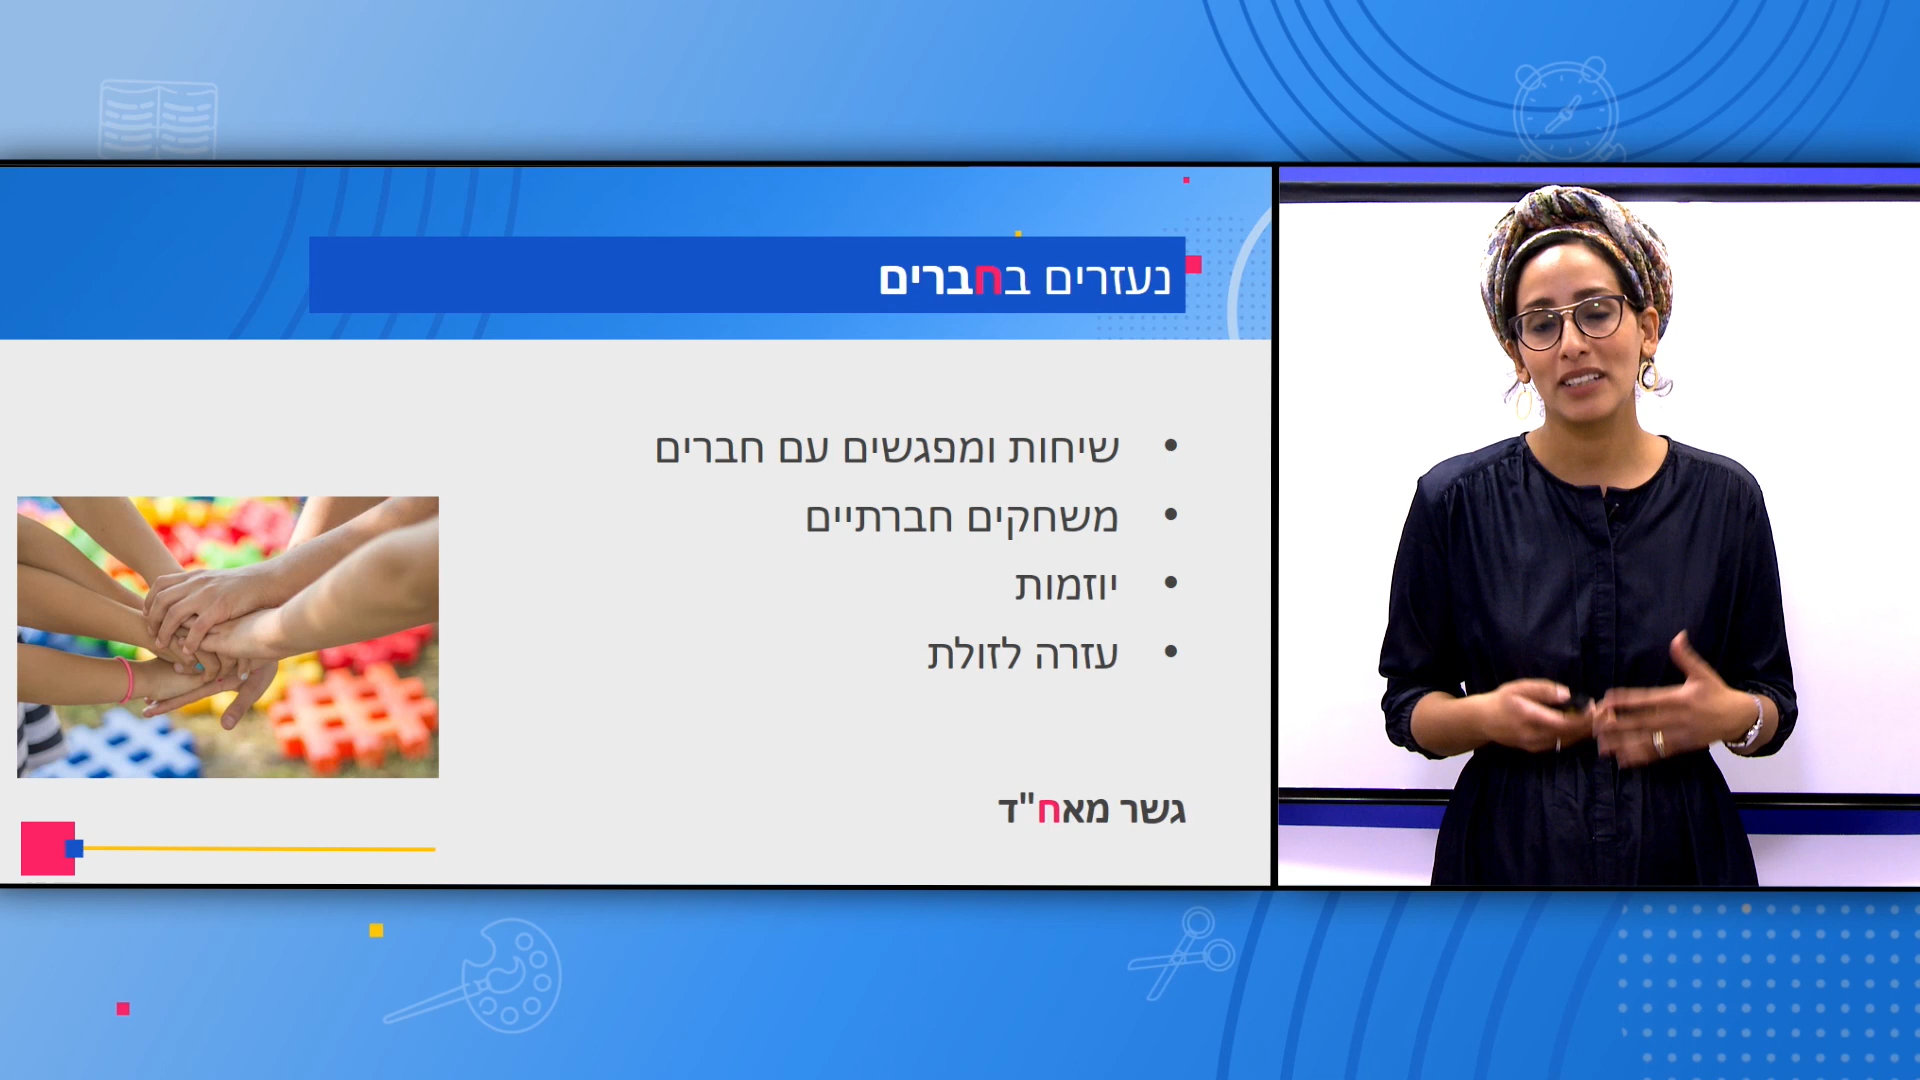 נעזרים בחברים
• שיחות ומפגשים עם חברים
• משחקים חברתיים
• יוזמות
• עזרה לזולת
גשר מאח"ד